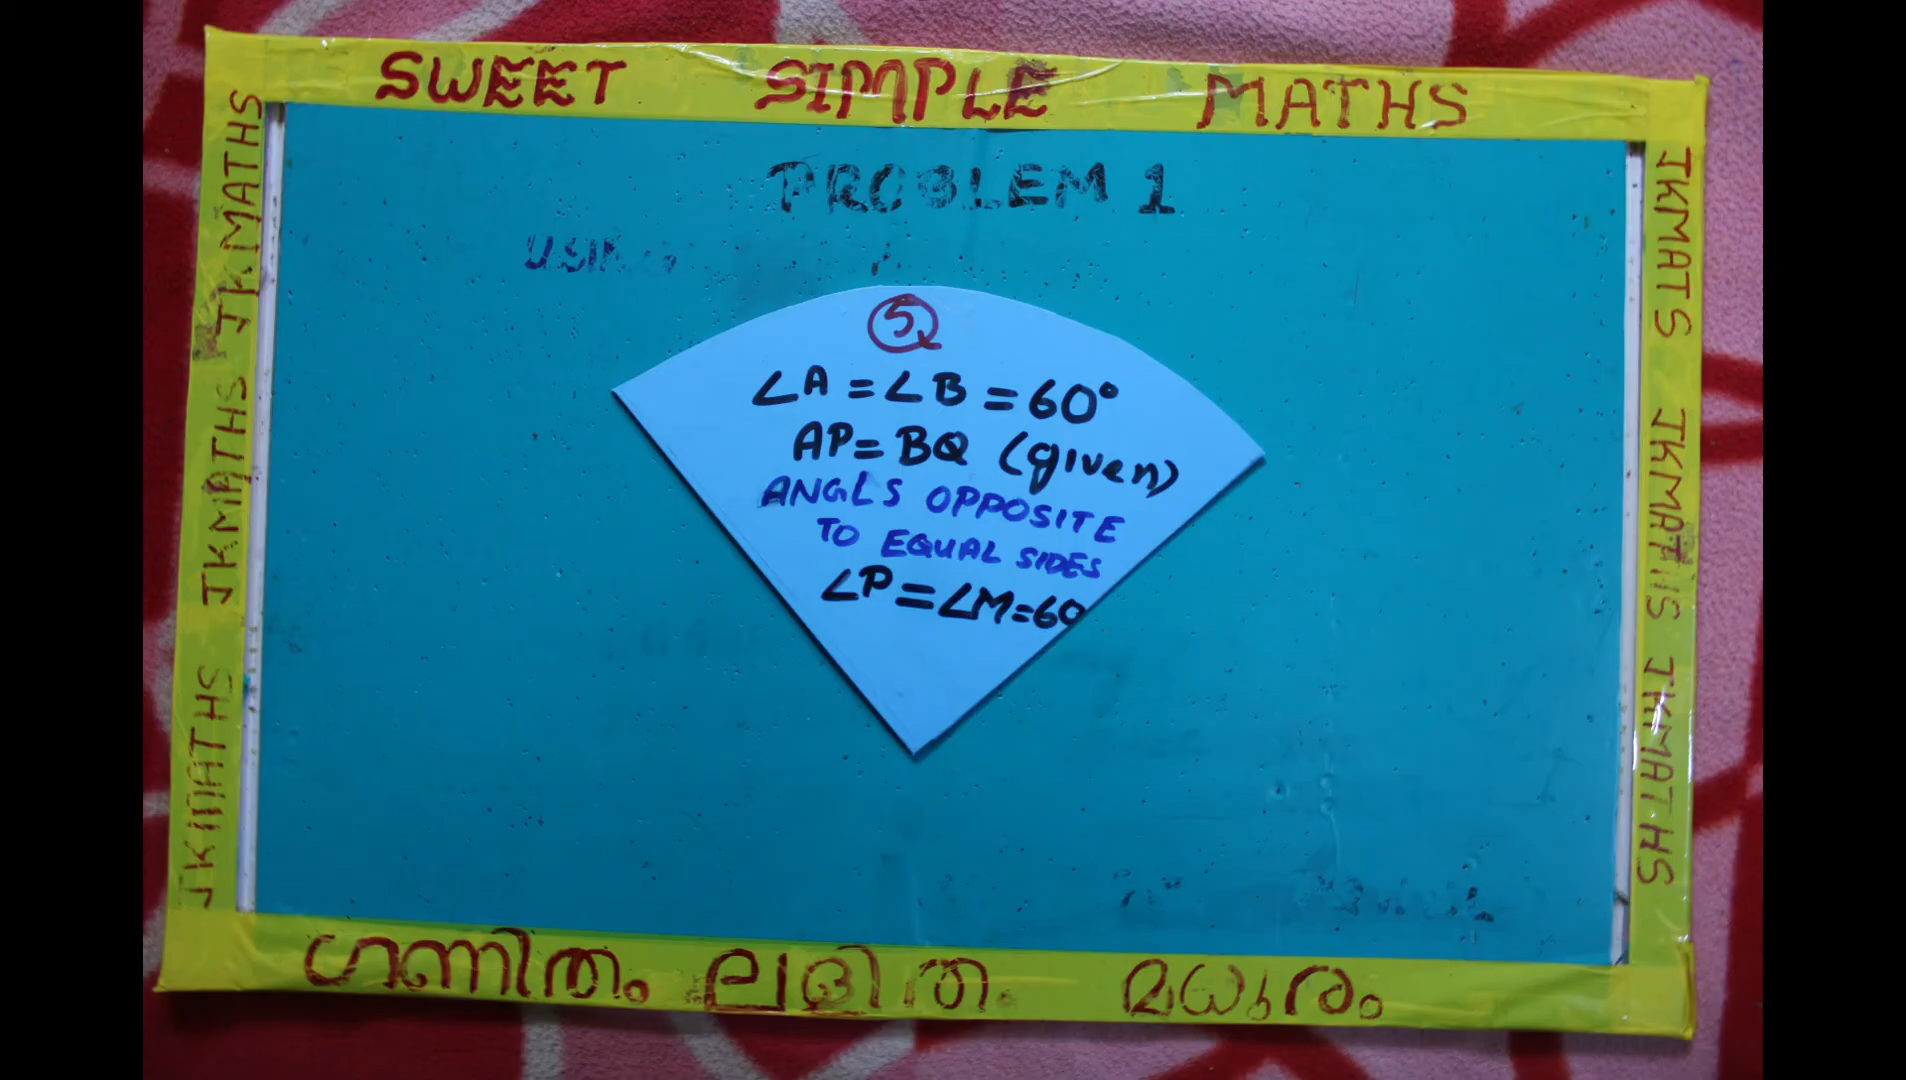 SWEET SIMPLE MATHS
PROBLEM 1
5
∠A = ∠B = 60°
AP = BQ (given)
ANGLS OPPOSITE
TO EQUAL SIDES
∠P = ∠M = 60
JKMATHS JKMATHS JKMATHS JKMATHS
JKMATS JKMATHS JKMATHS
ഗണിതം ലളിതം മധുരം